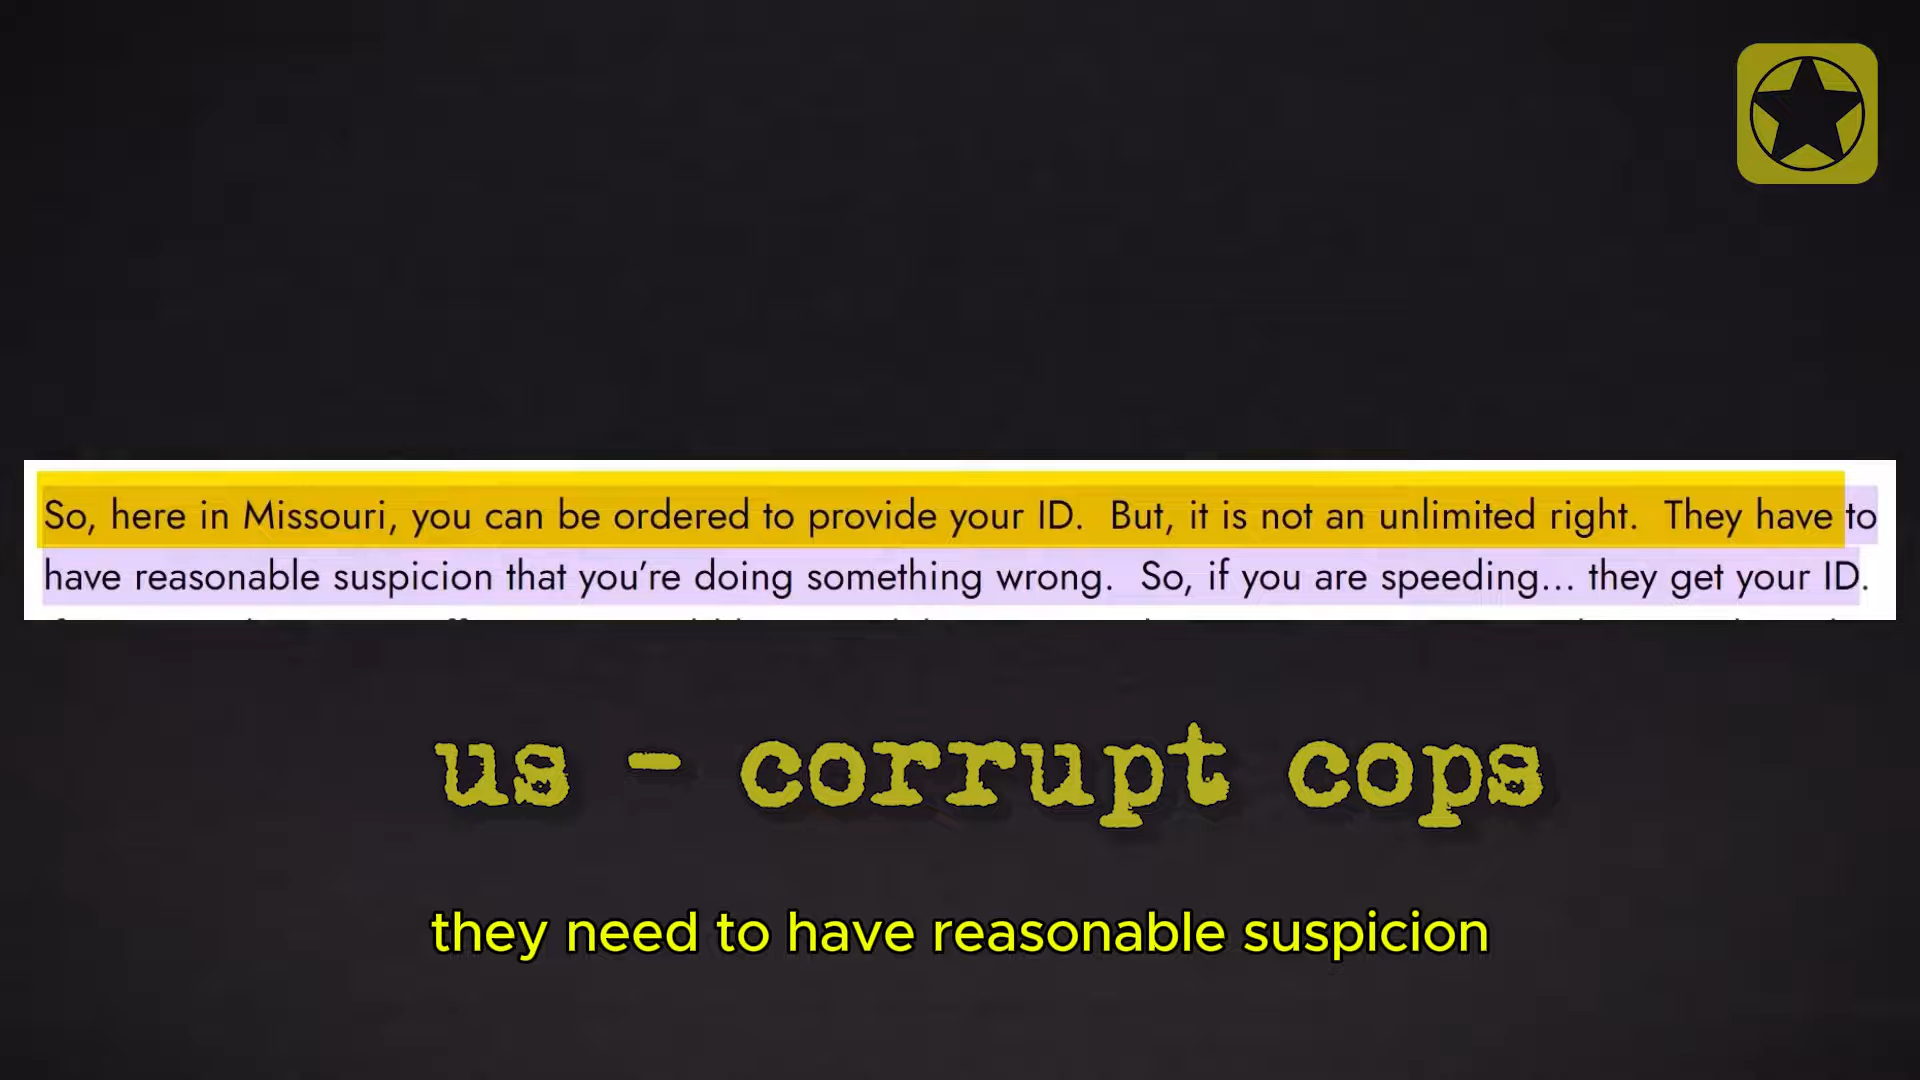 So, here in Missouri, you can be ordered to provide your ID.  But, it is not an unlimited right.  They have to
have reasonable suspicion that you’re doing something wrong.  So, if you are speeding... they get your ID.
us - corrupt cops
they need to have reasonable suspicion